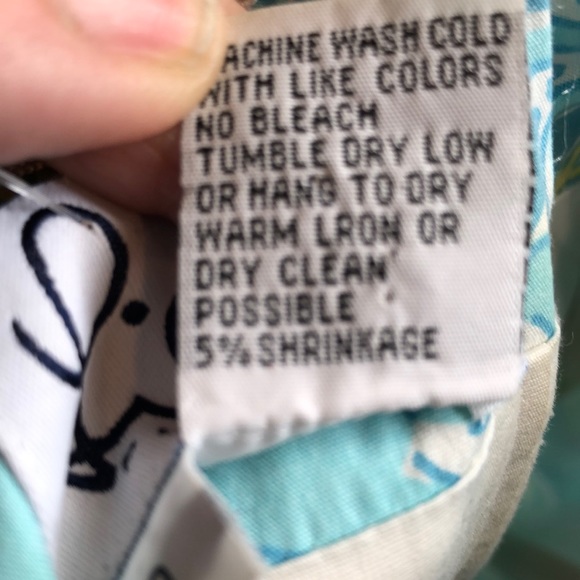 MACHINE WASH COLD
WITH LIKE COLORS
NO BLEACH
TUMBLE DRY LOW
OR HANG TO DRY
WARM LRON OR
DRY CLEAN
POSSIBLE
5% SHRINKAGE